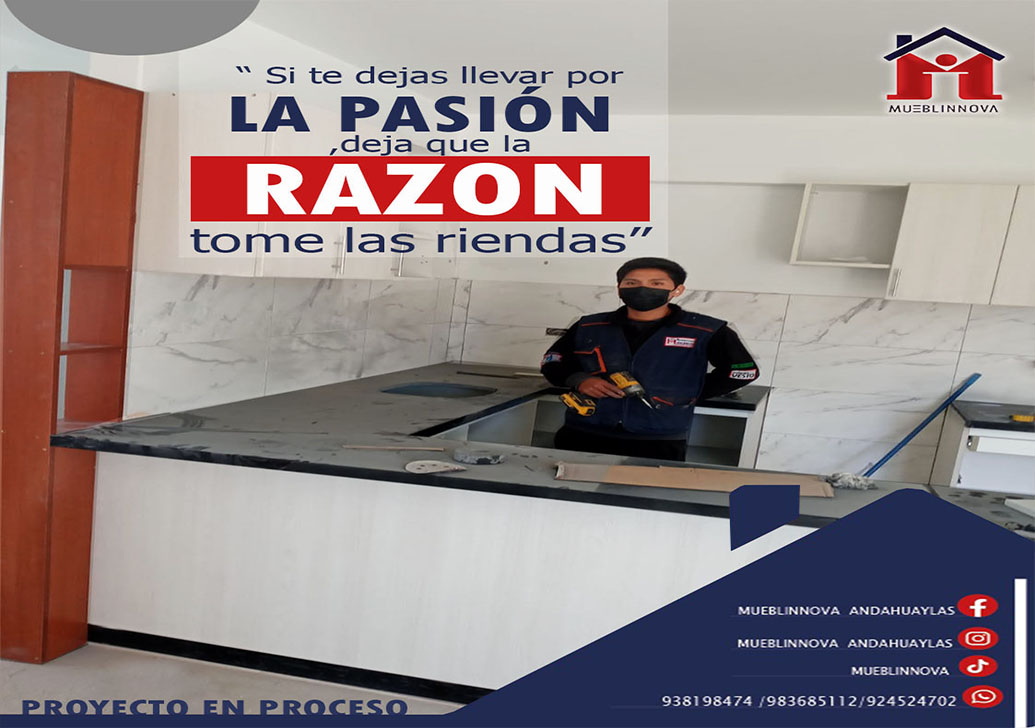 “ Si te dejas llevar por
LA PASIÓN
,deja que la
RAZON
tome las riendas”
MUEBLINNOVA
MUEBLINNOVA ANDAHUAYLAS
MUEBLINNOVA ANDAHUAYLAS
MUEBLINNOVA
938198474 /983685112/924524702
PROYECTO EN PROCESO